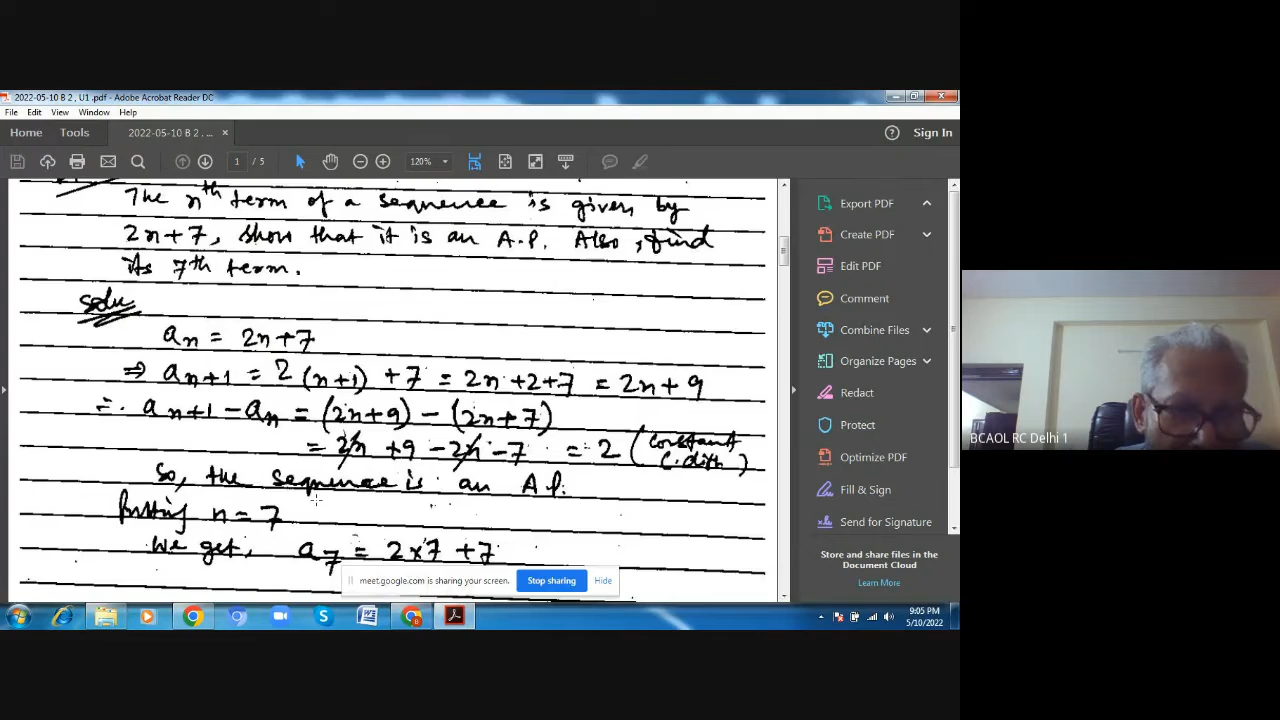 2022-05-10 B 2 , U1 .pdf - Adobe Acrobat Reader DC
File Edit View Window Help
Home Tools 2022-05-10 B 2 , ... × Sign In
1 / 5 120%
The nth term of a sequence is given by
2n+7, show that it is an A.P. Also, find
its 7th term.
Soln
an = 2n+7
⇒ an+1 = 2(n+1) +7 = 2n+2+7 = 2n+9
∴ an+1 - an = (2n+9) - (2n+7)
= 2n +9 -2n -7 = 2 (constant
C. diff)
So, the sequence is an A.P.
Putting n=7
We get, a7 = 2×7 +7
Export PDF
Create PDF
Edit PDF
Comment
Combine Files
Organize Pages
Redact
Protect
Optimize PDF
Fill & Sign
Send for Signature
Store and share files in the
Document Cloud
Learn More
meet.google.com is sharing your screen. Stop sharing Hide
9:05 PM
5/10/2022
BCAOL RC Delhi 1